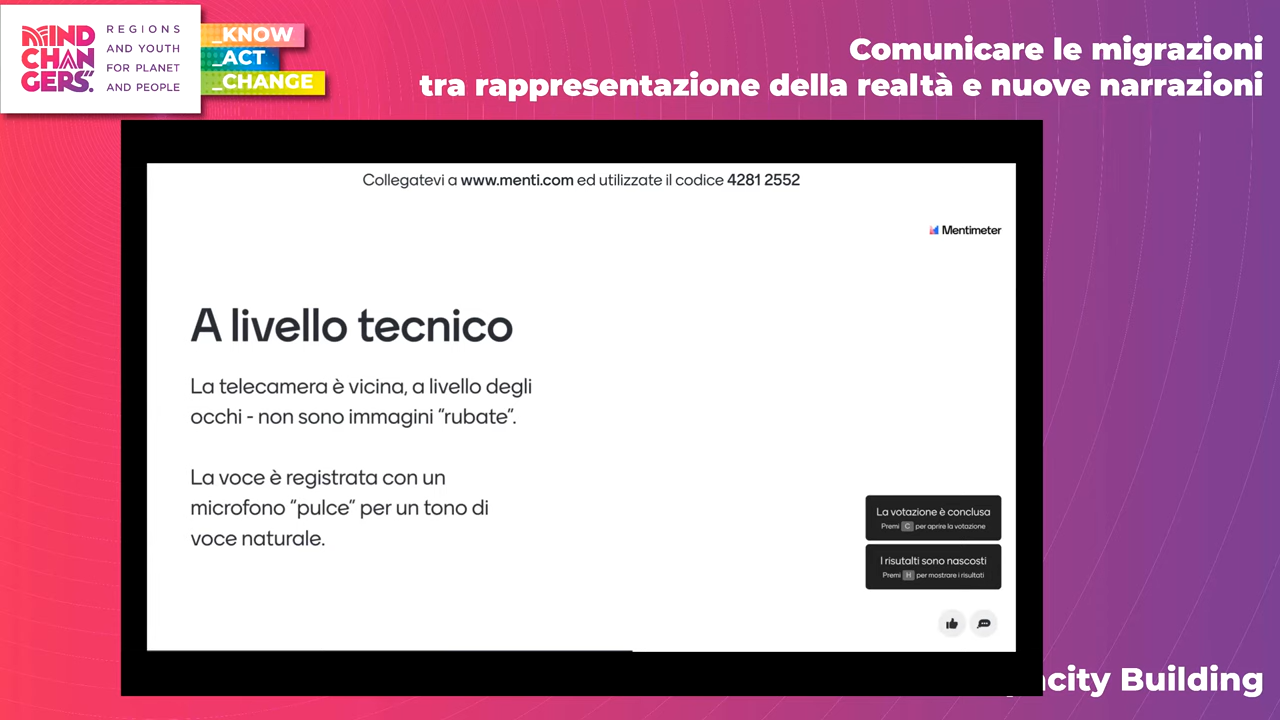 MIND
CHAN
GERS
REGIONS
AND YOUTH
FOR PLANET
AND PEOPLE
_KNOW
_ACT
_CHANGE
Comunicare le migrazioni
tra rappresentazione della realtà e nuove narrazioni
Collegatevi a www.menti.com ed utilizzate il codice 4281 2552
Mentimeter
A livello tecnico
La telecamera è vicina, a livello degli
occhi - non sono immagini "rubate".
La voce è registrata con un
microfono "pulce" per un tono di
voce naturale.
La votazione è conclusa
Premi C per aprire la votazione
I risutalti sono nascosti
Premi H per mostrare i risultati
Building